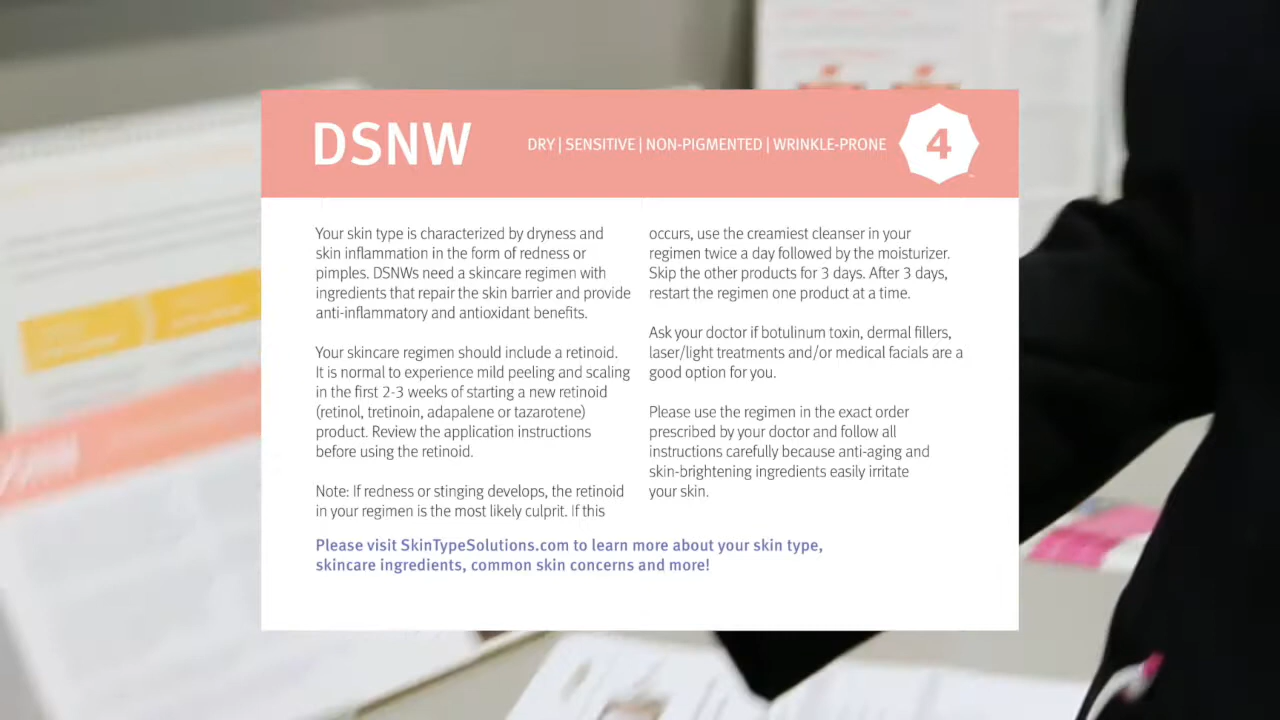 DSNW
DRY | SENSITIVE | NON-PIGMENTED | WRINKLE-PRONE
4
Your skin type is characterized by dryness and
skin inflammation in the form of redness or
pimples. DSNWs need a skincare regimen with
ingredients that repair the skin barrier and provide
anti-inflammatory and antioxidant benefits.
Your skincare regimen should include a retinoid.
It is normal to experience mild peeling and scaling
in the first 2-3 weeks of starting a new retinoid
(retinol, tretinoin, adapalene or tazarotene)
product. Review the application instructions
before using the retinoid.
Note: If redness or stinging develops, the retinoid
in your regimen is the most likely culprit. If this
occurs, use the creamiest cleanser in your
regimen twice a day followed by the moisturizer.
Skip the other products for 3 days. After 3 days,
restart the regimen one product at a time.
Ask your doctor if botulinum toxin, dermal fillers,
laser/light treatments and/or medical facials are a
good option for you.
Please use the regimen in the exact order
prescribed by your doctor and follow all
instructions carefully because anti-aging and
skin-brightening ingredients easily irritate
your skin.
Please visit SkinTypeSolutions.com to learn more about your skin type,
skincare ingredients, common skin concerns and more!